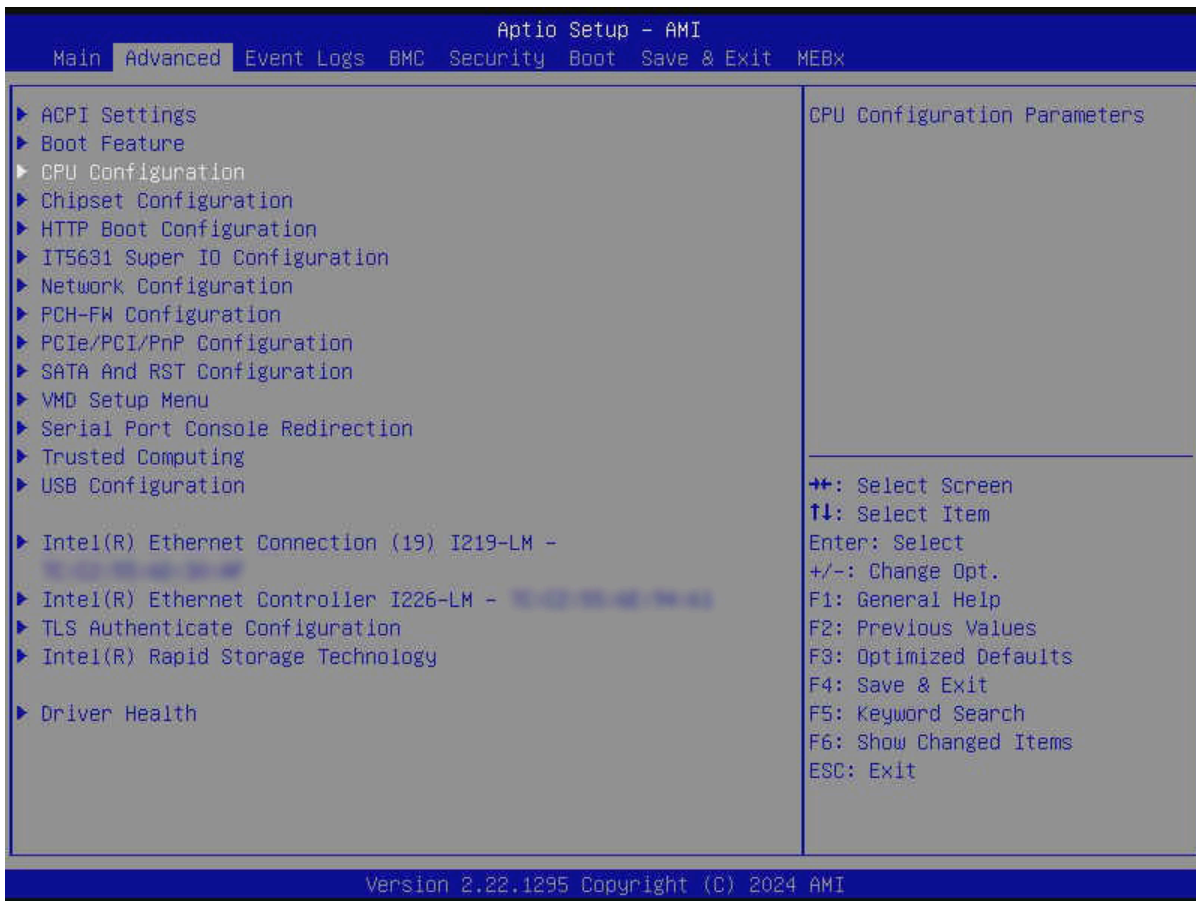 Aptio Setup – AMI
Main Advanced Event Logs BMC Security Boot Save & Exit MEBx
ACPI Settings
Boot Feature
CPU Configuration
Chipset Configuration
HTTP Boot Configuration
IT5631 Super IO Configuration
Network Configuration
PCH-FW Configuration
PCIe/PCI/PnP Configuration
SATA And RST Configuration
VMD Setup Menu
Serial Port Console Redirection
Trusted Computing
USB Configuration
Intel(R) Ethernet Connection (19) I219-LM –
Intel(R) Ethernet Controller I226-LM –
TLS Authenticate Configuration
Intel(R) Rapid Storage Technology
Driver Health
CPU Configuration Parameters
→←: Select Screen
↑↓: Select Item
Enter: Select
+/-: Change Opt.
F1: General Help
F2: Previous Values
F3: Optimized Defaults
F4: Save & Exit
F5: Keyword Search
F6: Show Changed Items
ESC: Exit
Version 2.22.1295 Copyright (C) 2024 AMI